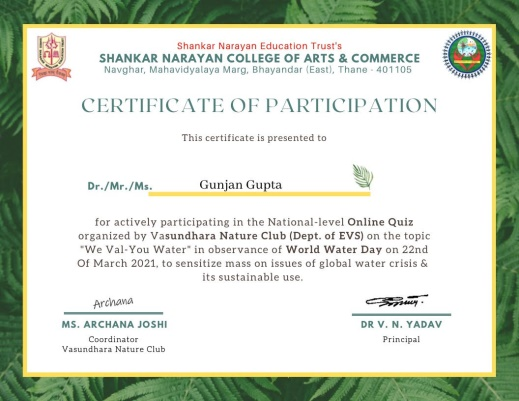 Shankar Narayan Education Trust's
SHANKAR NARAYAN COLLEGE OF ARTS & COMMERCE
Navghar, Mahavidyalaya Marg, Bhayandar (East), Thane - 401105
CERTIFICATE OF PARTICIPATION
This certificate is presented to
Dr./Mr./Ms. Gunjan Gupta
for actively participating in the National-level Online Quiz
organized by Vasundhara Nature Club (Dept. of EVS) on the topic
"We Val-You Water" in observance of World Water Day on 22nd
Of March 2021, to sensitize mass on issues of global water crisis &
its sustainable use.
Archana
MS. ARCHANA JOSHI
Coordinator
Vasundhara Nature Club
DR V. N. YADAV
Principal